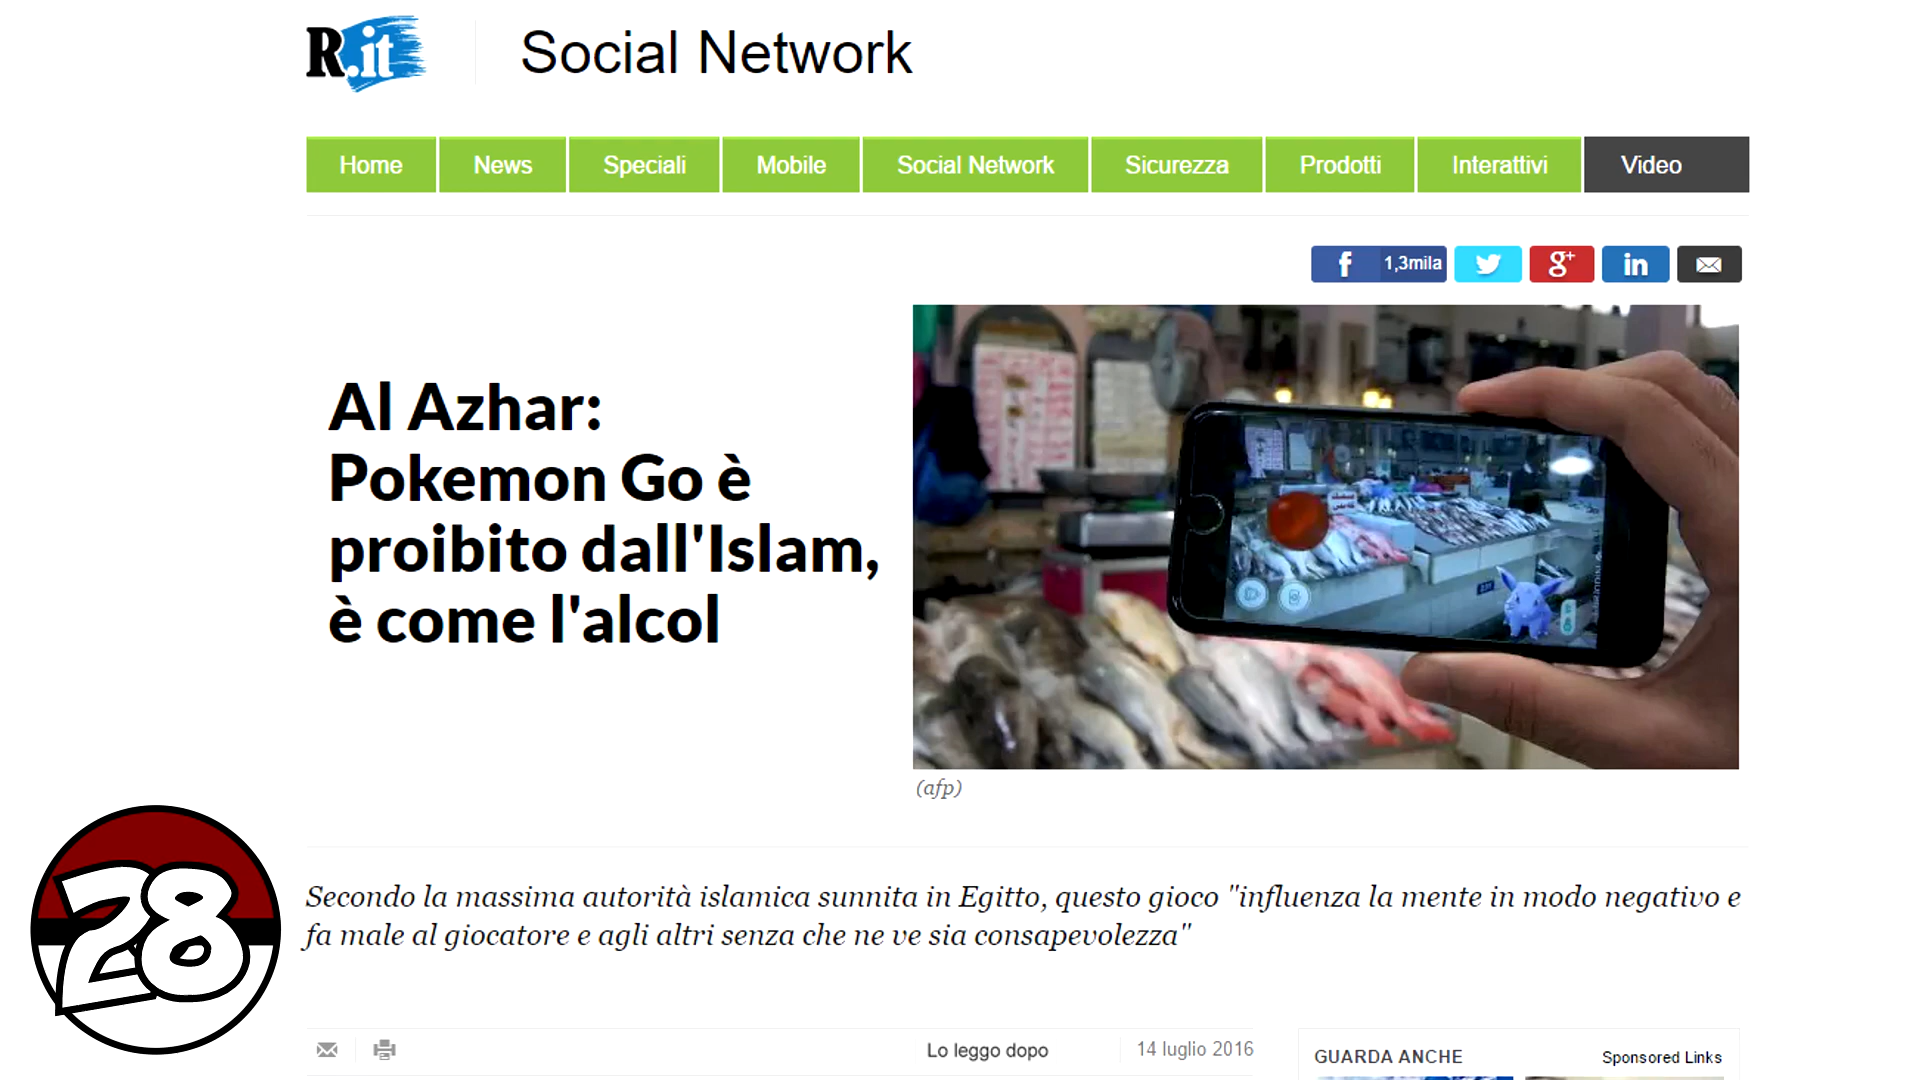 R.it
Social Network
Home
News
Speciali
Mobile
Social Network
Sicurezza
Prodotti
Interattivi
Video
f 1,3mila
g+
in
Al Azhar:
Pokemon Go è
proibito dall'Islam,
è come l'alcol
(afp)
Secondo la massima autorità islamica sunnita in Egitto, questo gioco "influenza la mente in modo negativo e
fa male al giocatore e agli altri senza che ne ve sia consapevolezza"
28
Lo leggo dopo
14 luglio 2016
GUARDA ANCHE
Sponsored Links